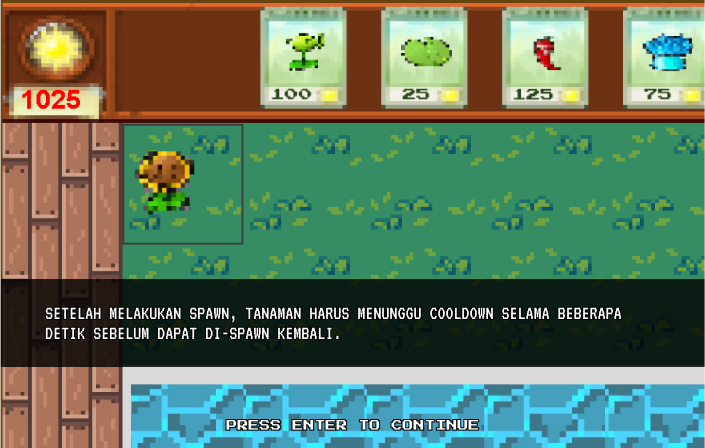 1025
100
25
125
75
SETELAH MELAKUKAN SPAWN, TANAMAN HARUS MENUNGGU COOLDOWN SELAMA BEBERAPA
DETIK SEBELUM DAPAT DI-SPAWN KEMBALI.
PRESS ENTER TO CONTINUE